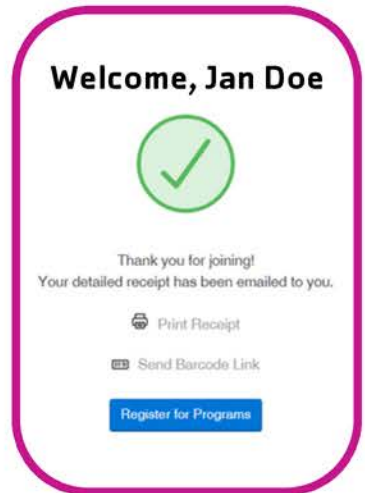 Welcome, Jan Doe
Thank you for joining!
Your detailed receipt has been emailed to you.
Print Receipt
Send Barcode Link
Register for Programs